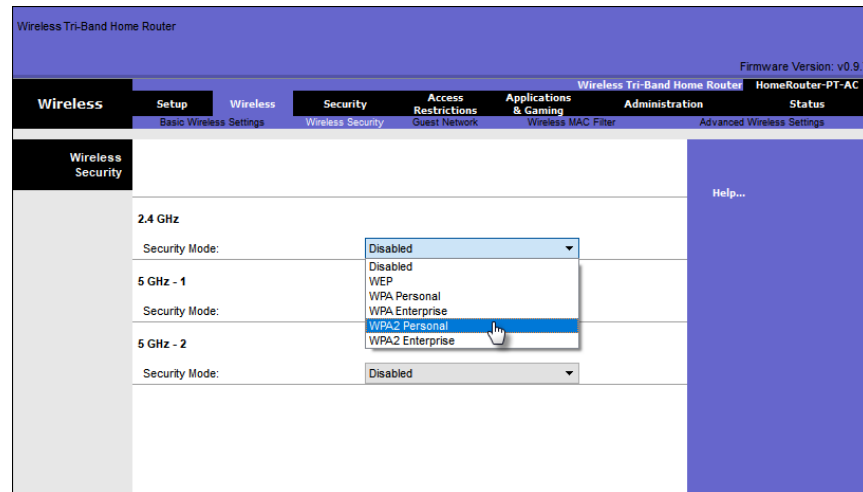 Wireless Tri-Band Home Router
Firmware Version: v0.9.
Wireless Tri-Band Home Router HomeRouter-PT-AC
Wireless Setup Wireless Security Access Restrictions Applications & Gaming Administration Status
Basic Wireless Settings Wireless Security Guest Network Wireless MAC Filter Advanced Wireless Settings
Wireless
Security
Help...
2.4 GHz
Security Mode: Disabled
Disabled
WEP
WPA Personal
WPA Enterprise
WPA2 Personal
WPA2 Enterprise
5 GHz - 1
Security Mode:
5 GHz - 2
Security Mode: Disabled